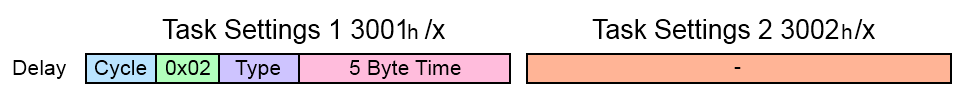 Task Settings 1 3001h /x Task Settings 2 3002h/x
Delay Cycle 0x02 Type 5 Byte Time -